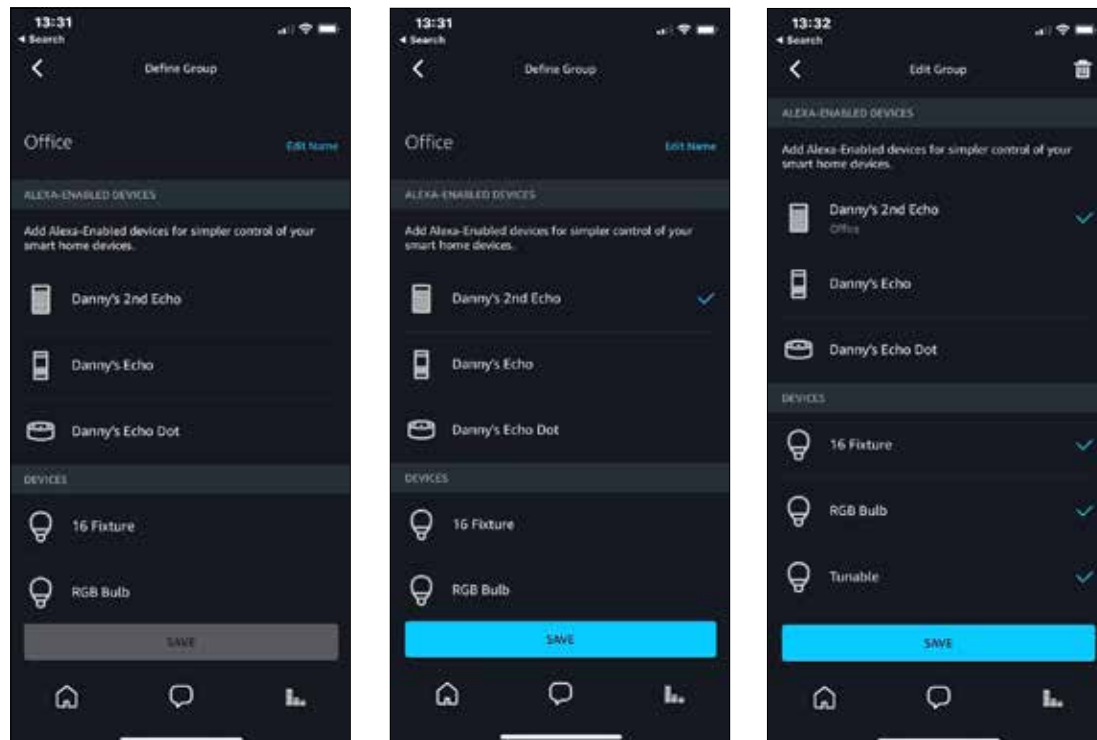 13:31
Search
Define Group
Office
Edit Name
ALEXA-ENABLED DEVICES
Add Alexa-Enabled devices for simpler control of your
smart home devices.
Danny's 2nd Echo
Danny's Echo
Danny's Echo Dot
DEVICES
16 Fixture
RGB Bulb
SAVE
13:31
Search
Define Group
Office
Edit Name
ALEXA-ENABLED DEVICES
Add Alexa-Enabled devices for simpler control of your
smart home devices.
Danny's 2nd Echo
Danny's Echo
Danny's Echo Dot
DEVICES
16 Fixture
RGB Bulb
SAVE
13:32
Search
Edit Group
ALEXA-ENABLED DEVICES
Add Alexa-Enabled devices for simpler control of your
smart home devices.
Danny's 2nd Echo
Office
Danny's Echo
Danny's Echo Dot
DEVICES
16 Fixture
RGB Bulb
Tunable
SAVE